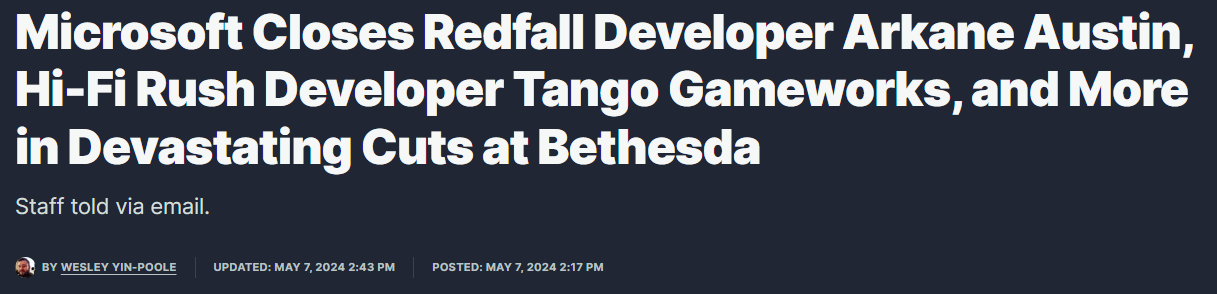 Microsoft Closes Redfall Developer Arkane Austin,
Hi-Fi Rush Developer Tango Gameworks, and More
in Devastating Cuts at Bethesda
Staff told via email.
BY WESLEY YIN-POOLE UPDATED: MAY 7, 2024 2:43 PM POSTED: MAY 7, 2024 2:17 PM